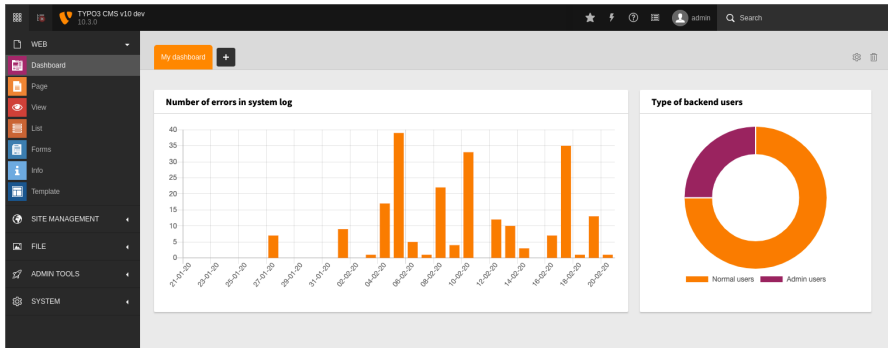 TYPO3 CMS v10 dev
10.3.0
admin
Search
WEB
Dashboard
Page
View
List
Forms
Info
Template
SITE MANAGEMENT
FILE
ADMIN TOOLS
SYSTEM
My dashboard
+
Number of errors in system log
40
35
30
25
20
15
10
5
0
21-01-20
23-01-20
25-01-20
27-01-20
29-01-20
31-01-20
02-02-20
04-02-20
06-02-20
08-02-20
10-02-20
12-02-20
14-02-20
16-02-20
18-02-20
20-02-20
Type of backend users
Normal users
Admin users